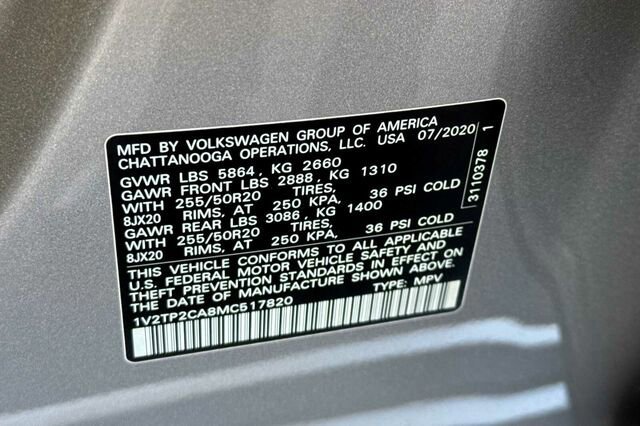 MFD BY VOLKSWAGEN GROUP OF AMERICA
CHATTANOOGA OPERATIONS, LLC. USA 07/2020
GVWR LBS 5864 , KG 2660
GAWR FRONT LBS 2888 , KG 1310
WITH 255/50R20 TIRES,
8JX20 RIMS, AT 250 KPA, 36 PSI COLD
GAWR REAR LBS 3086 , KG 1400
WITH 255/50R20 TIRES,
8JX20 RIMS, AT 250 KPA, 36 PSI COLD
THIS VEHICLE CONFORMS TO ALL APPLICABLE
U.S. FEDERAL MOTOR VEHICLE SAFETY AND
THEFT PREVENTION STANDARDS IN EFFECT ON
THE DATE OF MANUFACTURE SHOWN ABOVE.
1V2TP2CA8MC517820 TYPE: MPV
3110378 1